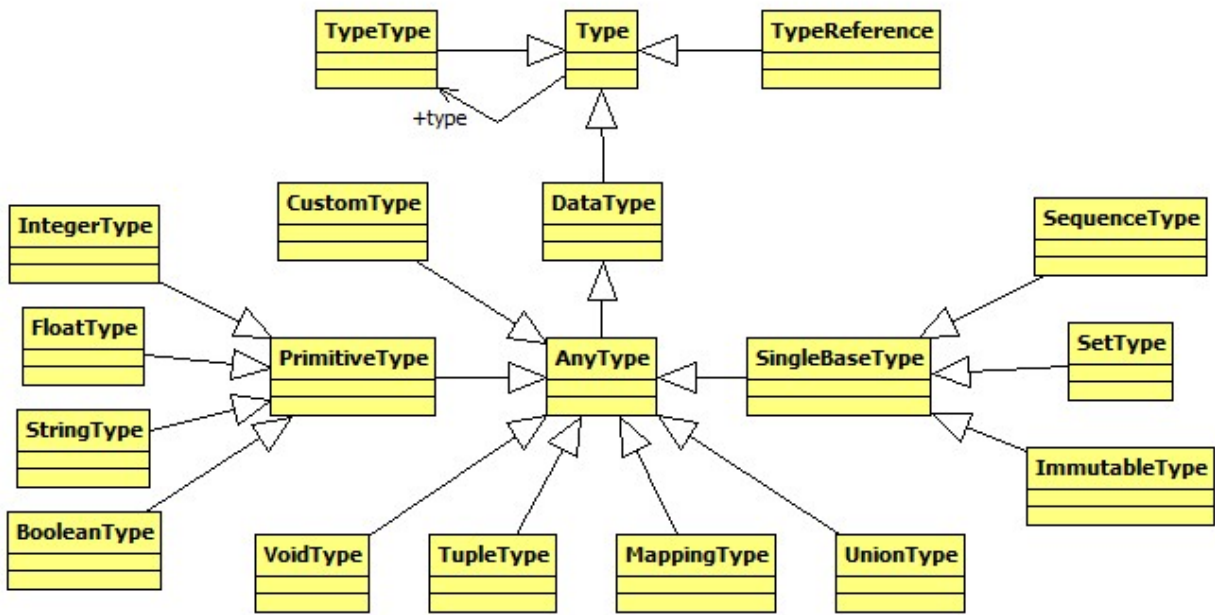 TypeType
Type
TypeReference
+type
CustomType
DataType
IntegerType
SequenceType
FloatType
PrimitiveType
AnyType
SingleBaseType
SetType
StringType
ImmutableType
BooleanType
VoidType
TupleType
MappingType
UnionType